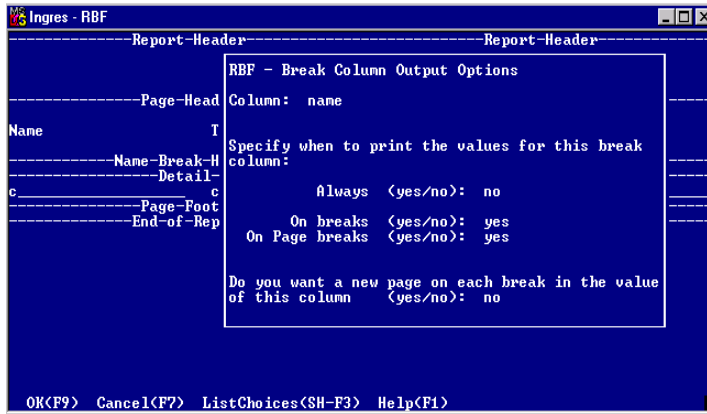 Ingres - RBF
Report-Header Report-Header
RBF - Break Column Output Options
Page-Head Column: name
Name T
Specify when to print the values for this break
Name-Break-H column:
Detail-
c c Always (yes/no): no
Page-Foot
End-of-Rep On breaks (yes/no): yes
On Page breaks (yes/no): yes
Do you want a new page on each break in the value
of this column (yes/no): no
OK(F9) Cancel(F7) ListChoices(SH-F3) Help(F1)